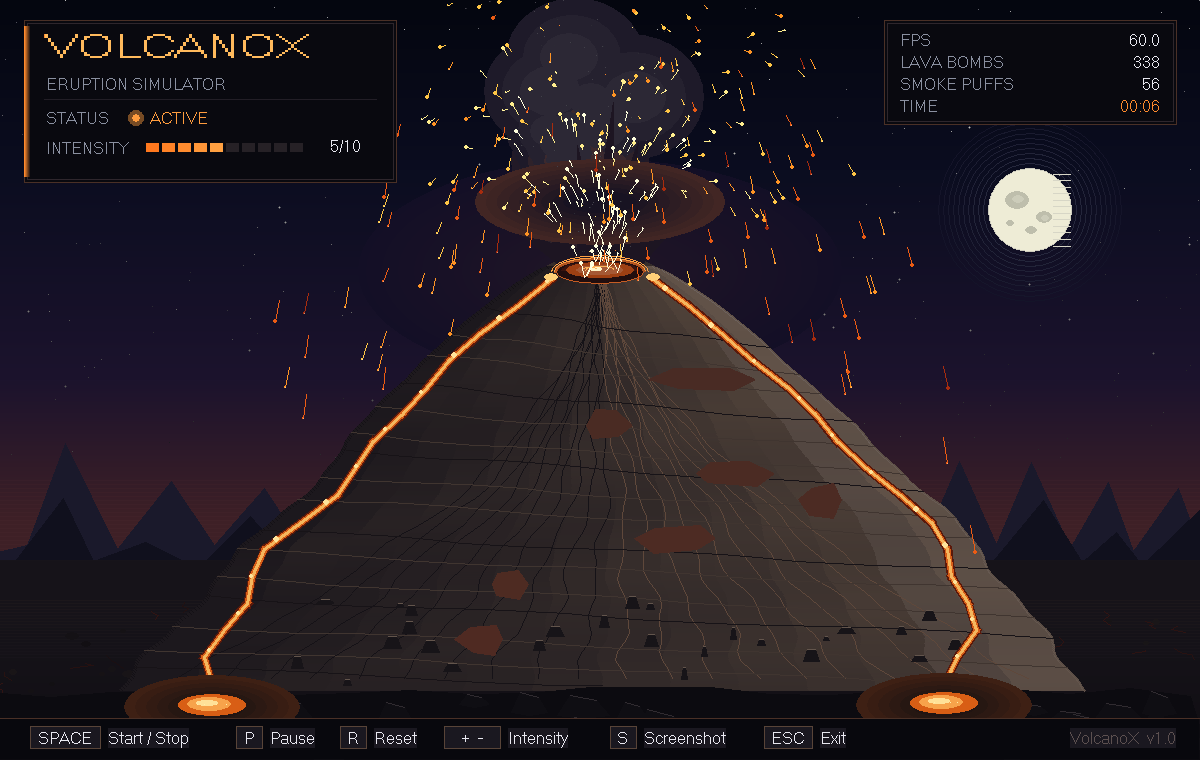 VOLCANOX
ERUPTION SIMULATOR
STATUS ACTIVE
INTENSITY 5/10
FPS 60.0
LAVA BOMBS 338
SMOKE PUFFS 56
TIME 00:06
SPACE Start / Stop P Pause R Reset + - Intensity S Screenshot ESC Exit VolcanoX v1.0